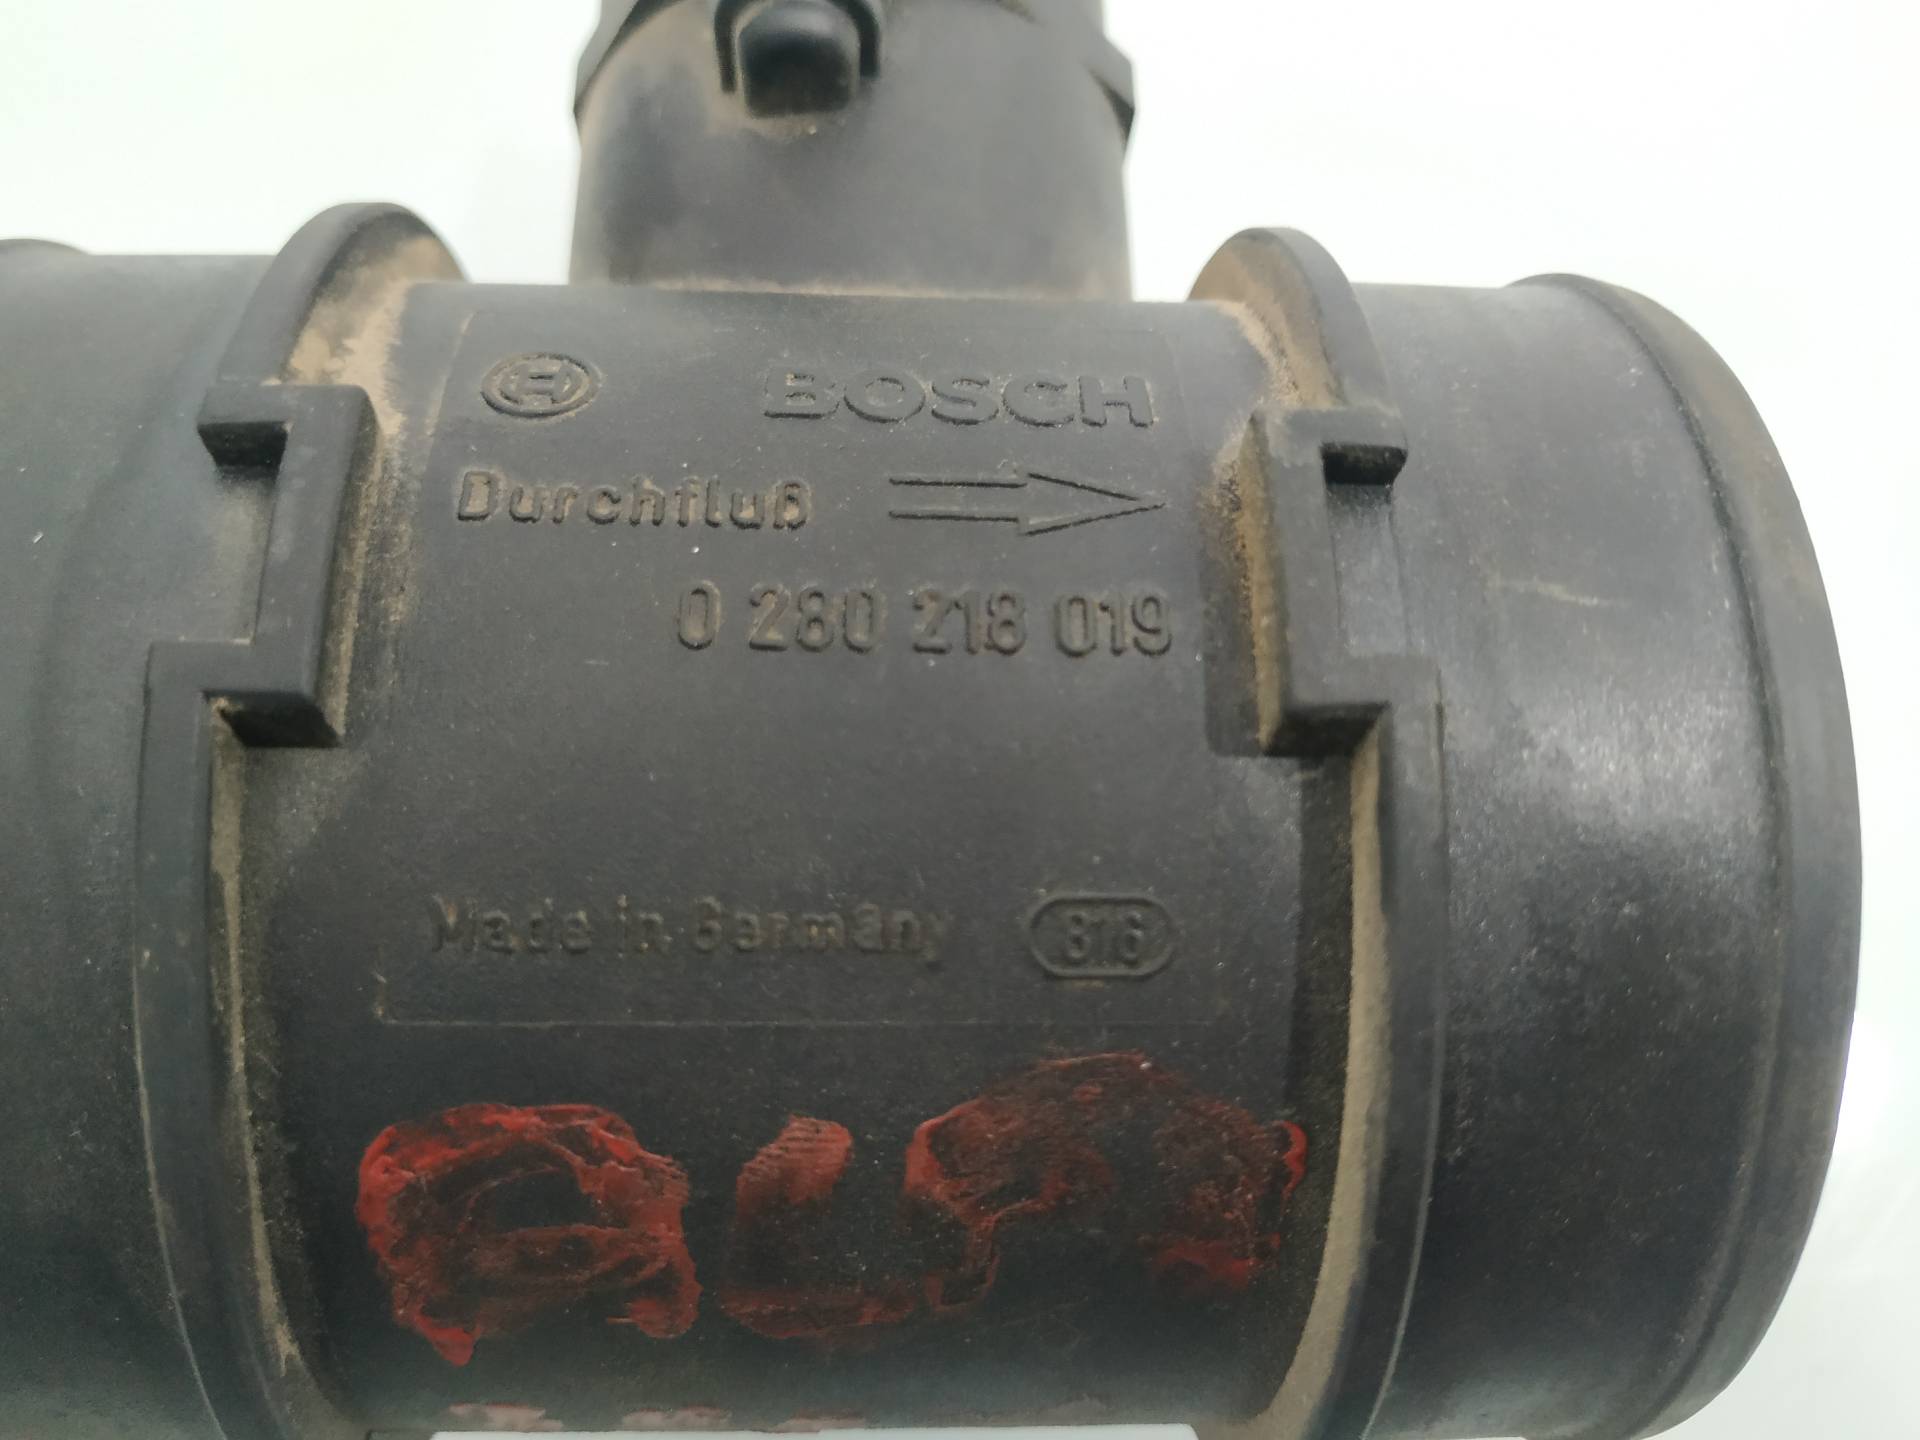 BOSCH
Durchfluß
0 280 218 019
Made in Germany 816